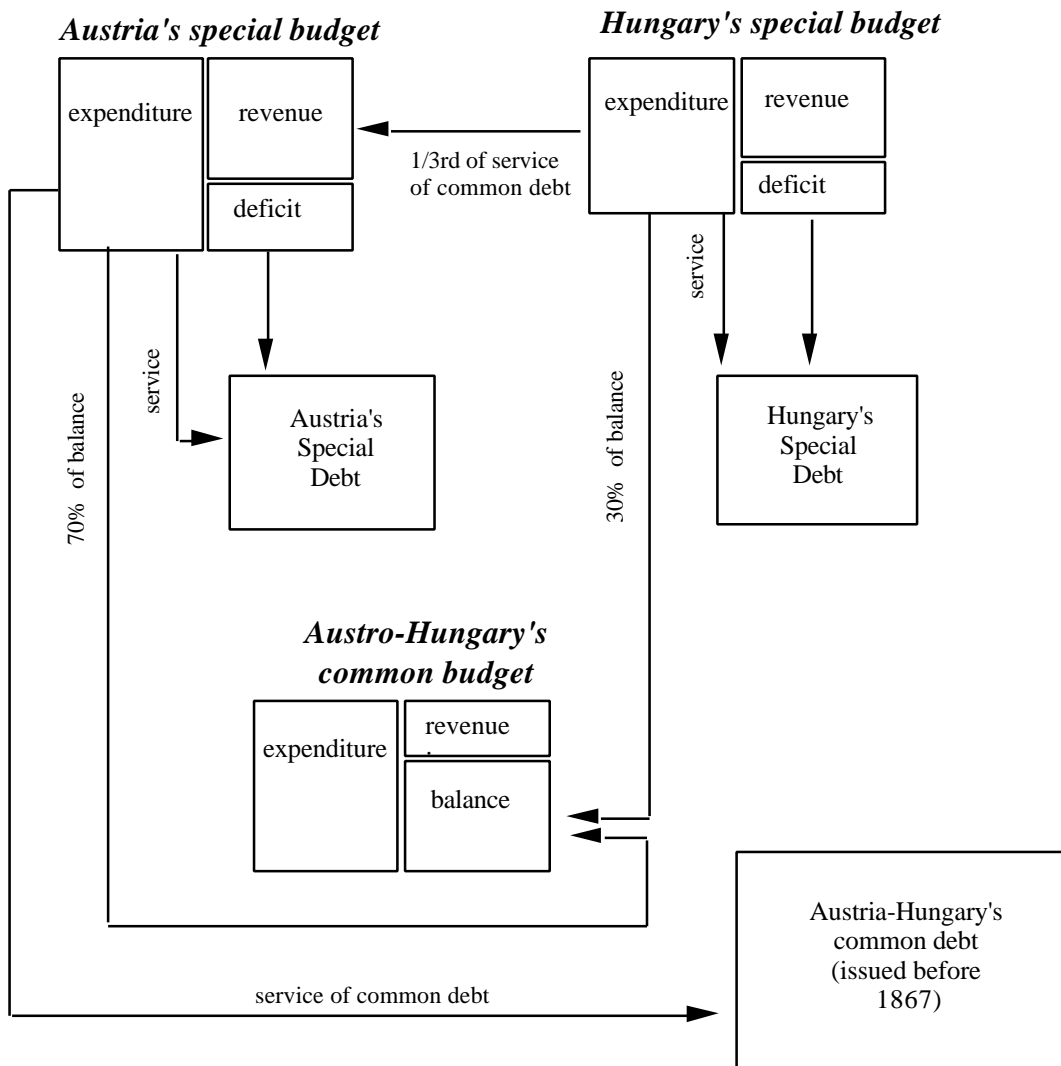 Austria's special budget
Hungary's special budget
expenditure
revenue
deficit
1/3rd of service
of common debt
expenditure
revenue
deficit
service
service
70% of balance
30% of balance
Austria's
Special
Debt
Hungary's
Special
Debt
Austro-Hungary's
common budget
expenditure
revenue
balance
Austria-Hungary's
common debt
(issued before
1867)
service of common debt